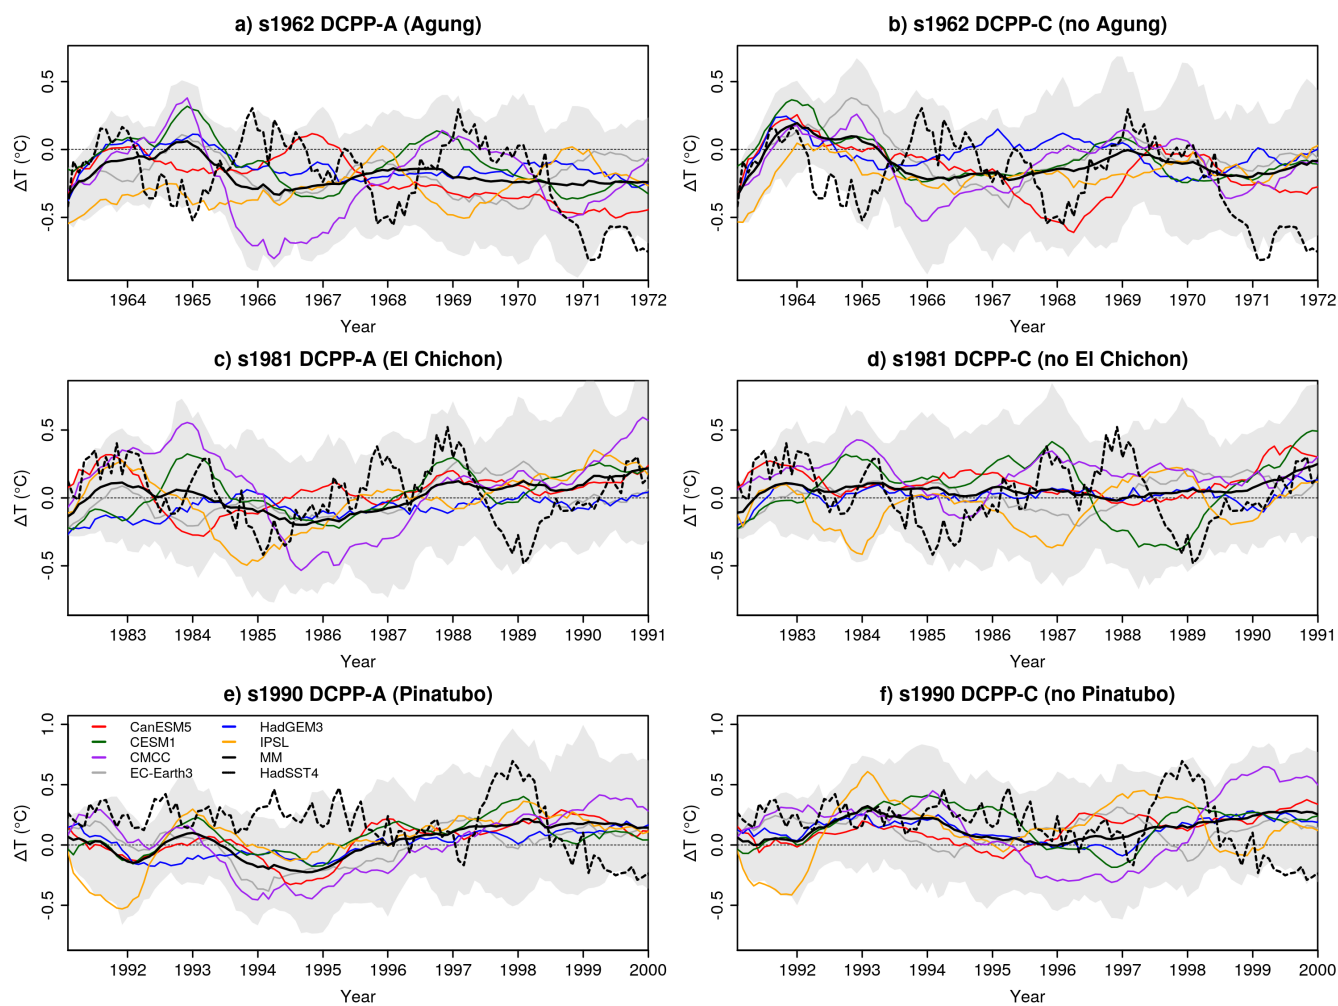 a) s1962 DCPP-A (Agung)
ΔT (°C)
0.5
0.0
-0.5
1964 1965 1966 1967 1968 1969 1970 1971 1972
Year
b) s1962 DCPP-C (no Agung)
ΔT (°C)
0.5
0.0
-0.5
1964 1965 1966 1967 1968 1969 1970 1971 1972
Year
c) s1981 DCPP-A (El Chichon)
ΔT (°C)
0.5
0.0
-0.5
1983 1984 1985 1986 1987 1988 1989 1990 1991
Year
d) s1981 DCPP-C (no El Chichon)
ΔT (°C)
0.5
0.0
-0.5
1983 1984 1985 1986 1987 1988 1989 1990 1991
Year
e) s1990 DCPP-A (Pinatubo)
ΔT (°C)
1.0
0.5
0.0
-0.5
CanESM5
CESM1
CMCC
EC-Earth3
HadGEM3
IPSL
MM
HadSST4
1992 1993 1994 1995 1996 1997 1998 1999 2000
Year
f) s1990 DCPP-C (no Pinatubo)
ΔT (°C)
1.0
0.5
0.0
-0.5
1992 1993 1994 1995 1996 1997 1998 1999 2000
Year